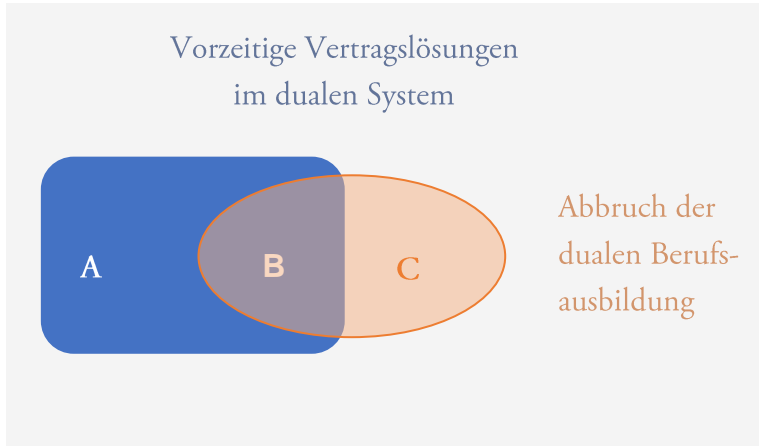 Vorzeitige Vertragslösungen
im dualen System
A
B
C
Abbruch der
dualen Berufs-
ausbildung